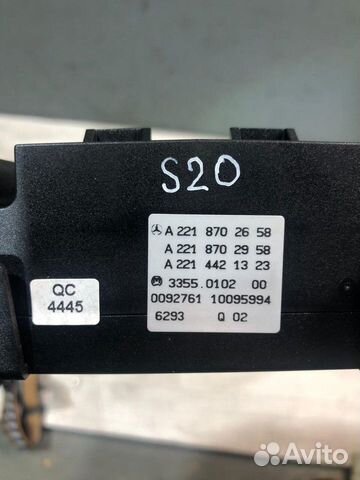 S20
A 221 870 26 58
A 221 870 29 58
A 221 442 13 23
3355.0102 00
0092761 10095994
6293 Q 02
QC
4445
Avito